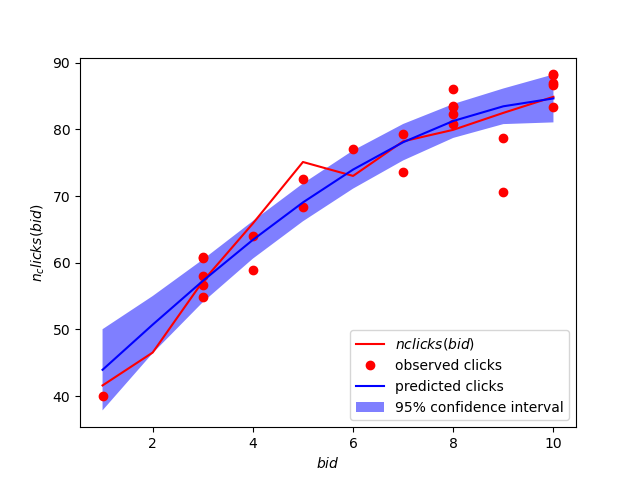 90
80
70
60
50
40
n_clicks(bid)
2
4
6
8
10
bid
nclicks(bid)
observed clicks
predicted clicks
95% confidence interval